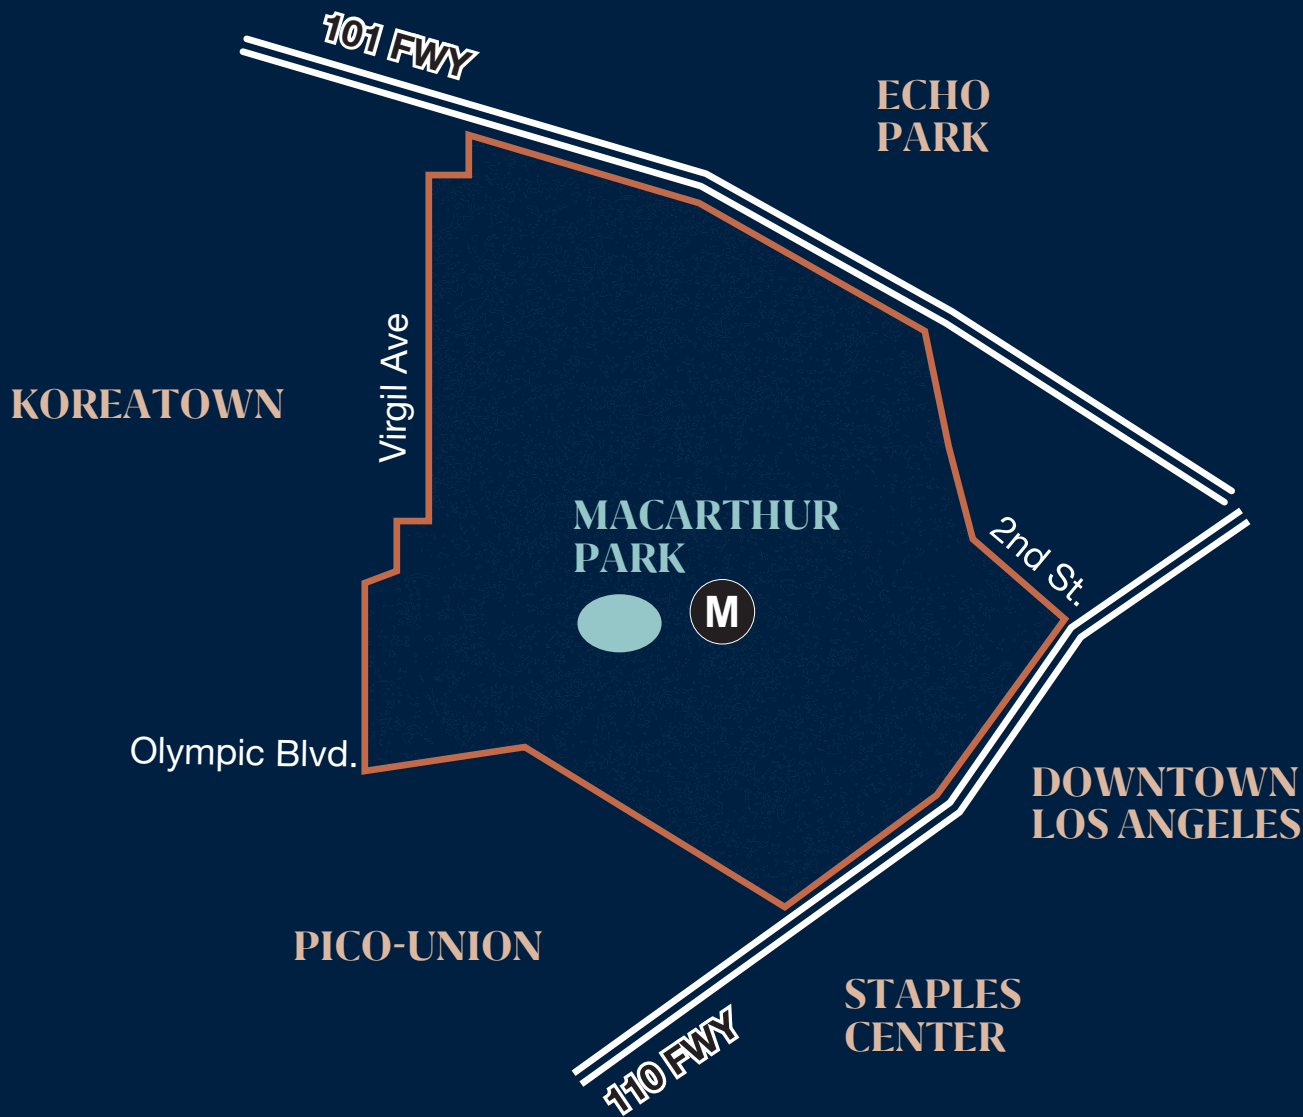 101 FWY
ECHO
PARK
Virgil Ave
KOREATOWN
MACARTHUR
PARK
M
2nd St.
Olympic Blvd.
DOWNTOWN
LOS ANGELES
PICO-UNION
STAPLES
CENTER
110 FWY